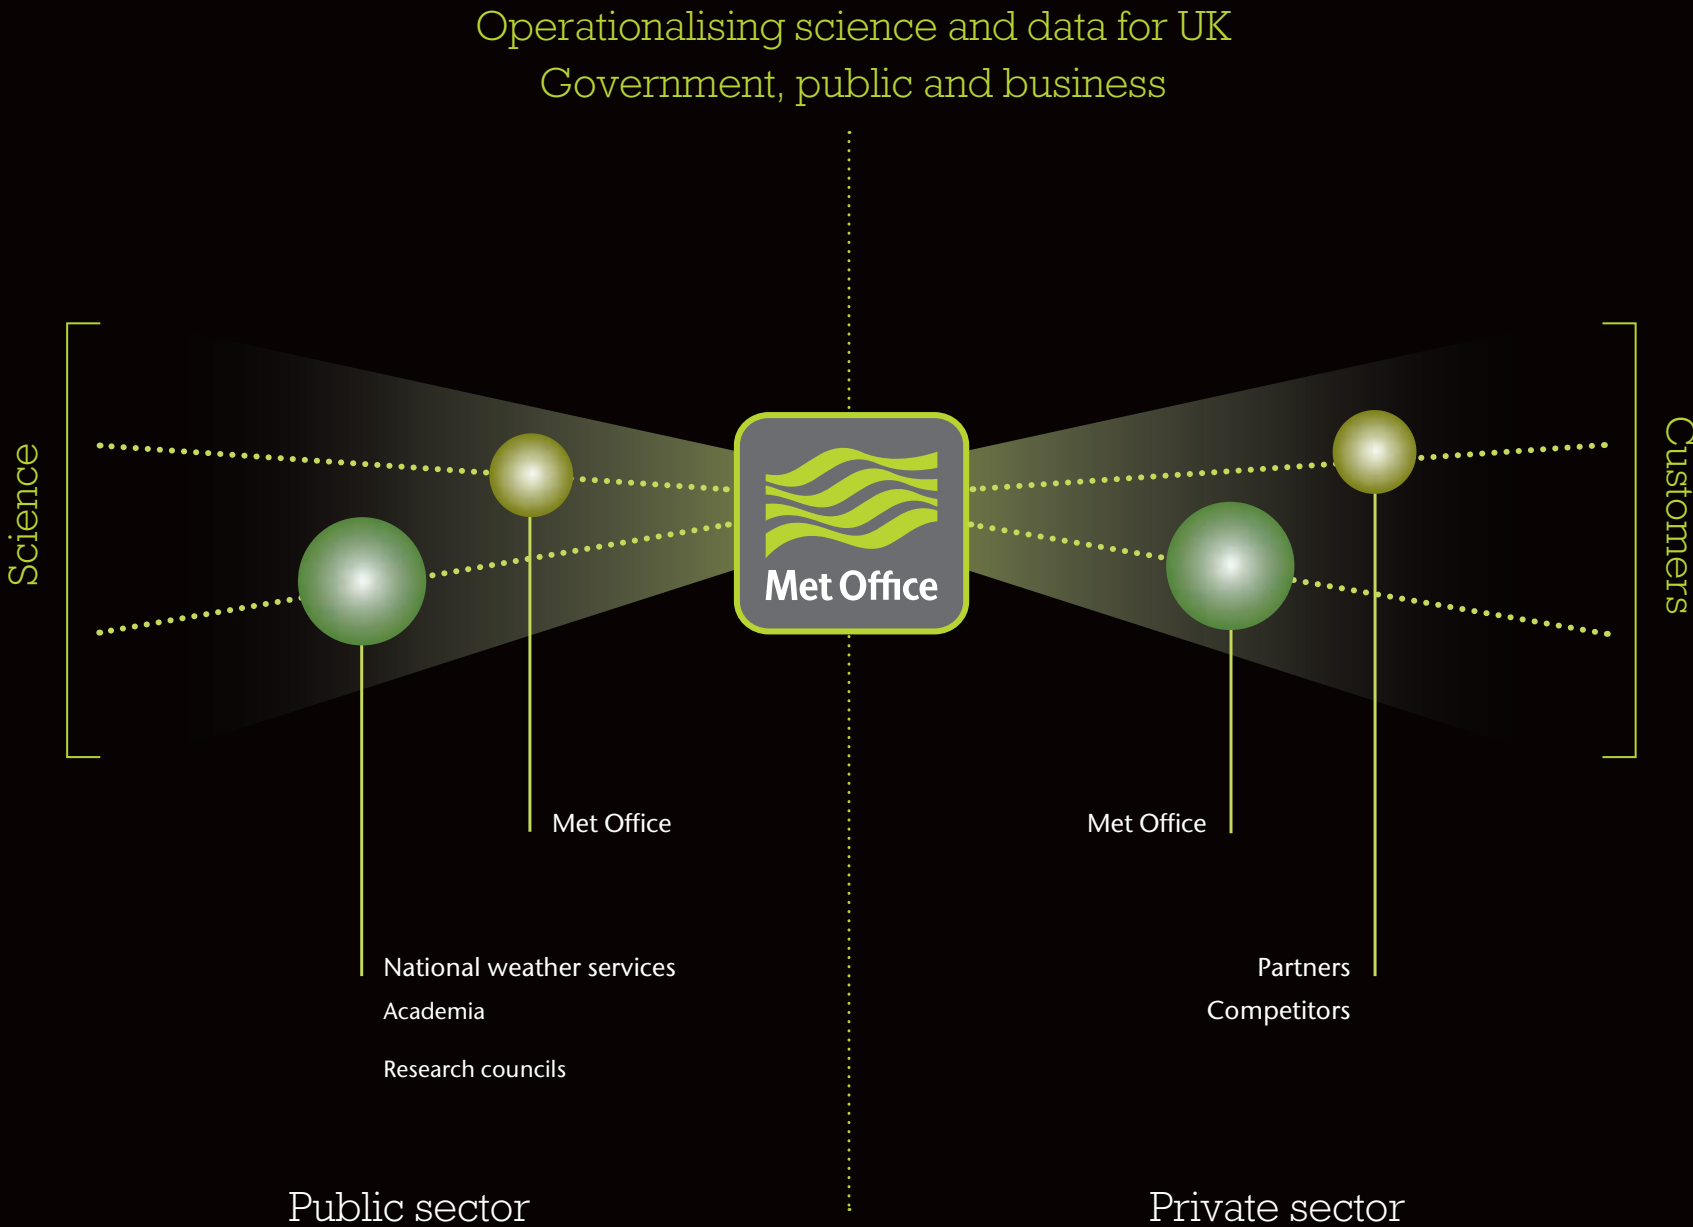 Operationalising science and data for UK
Government, public and business
Science
Customers
Met Office
Met Office
Met Office
National weather services
Academia
Research councils
Partners
Competitors
Public sector
Private sector